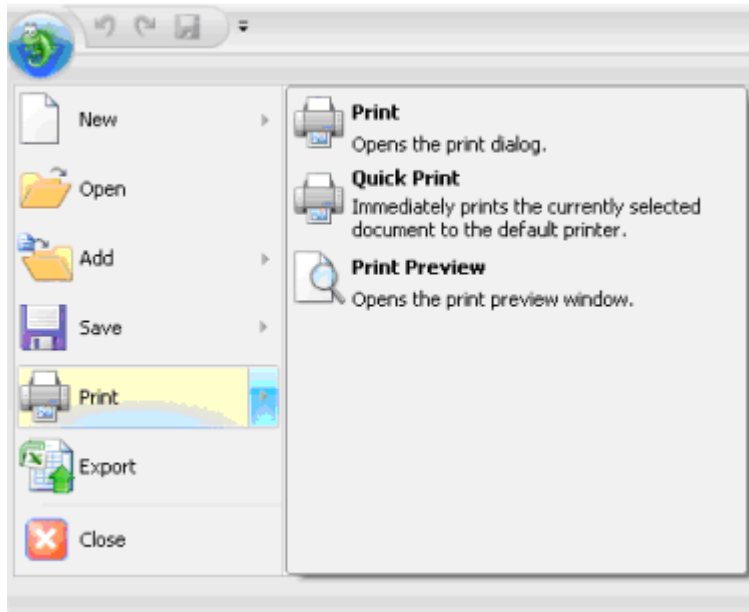 New
Open
Add
Save
Print
Export
Close
Print
Opens the print dialog.
Quick Print
Immediately prints the currently selected
document to the default printer.
Print Preview
Opens the print preview window.